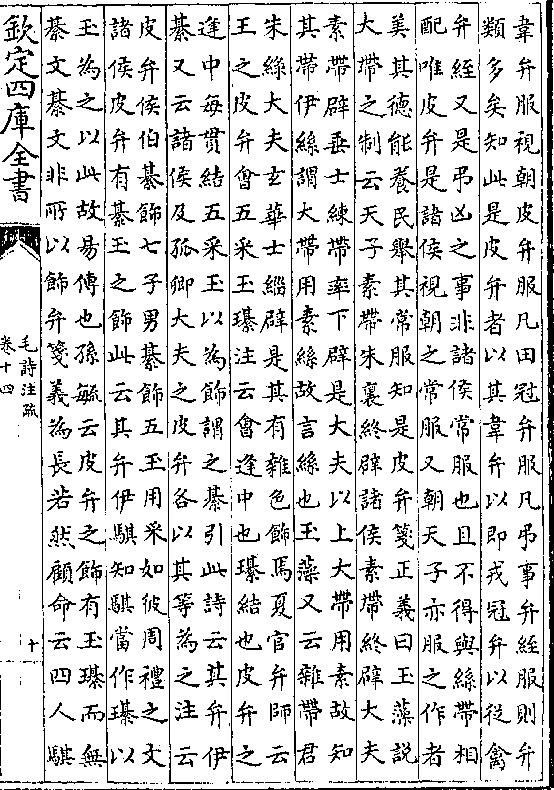 韋弁服視朝皮弁服凡田冠弁服凡弔事弁絰服則弁
類多矣知此是皮弁者以其韋弁以即戎冠弁以從禽
弁絰又是弔凶之事非諸侯常服也且不得與絲帶相
配唯皮弁是諸侯視朝之常服又朝天子亦服之作者
美其德能養民舉其常服知是皮弁箋正義曰玉藻説
大帶之制云天子素帶朱裏終辟諸侯素帶終辟大夫
素帶辟垂士練帶率下辟是大夫以上大帶用素故知
其帶伊絲謂大帶用素絲故言絲也玉藻又云雜帶君
朱綠大夫玄華士緇辟是其有雜色飾焉夏官弁師云
王之皮弁會五采玉璂注云會逢中也璂結也皮弁之
逢中每貫結五采玉以為飾謂之綦引此詩云其弁伊
綦又云諸侯及孤卿大夫之皮弁各以其等為之注云
皮弁侯伯綦飾七子男綦飾五玉用采如彼周禮之文
諸侯皮弁有綦玉之飾此云其弁伊騏知騏當作璂以
玉為之以此故易傳也孫毓云皮弁之飾有玉璂而無
綦文綦文非所以飾弁箋義為長若然顧命云四人騏
欽定四庫全書
毛詩注疏
卷十四
十